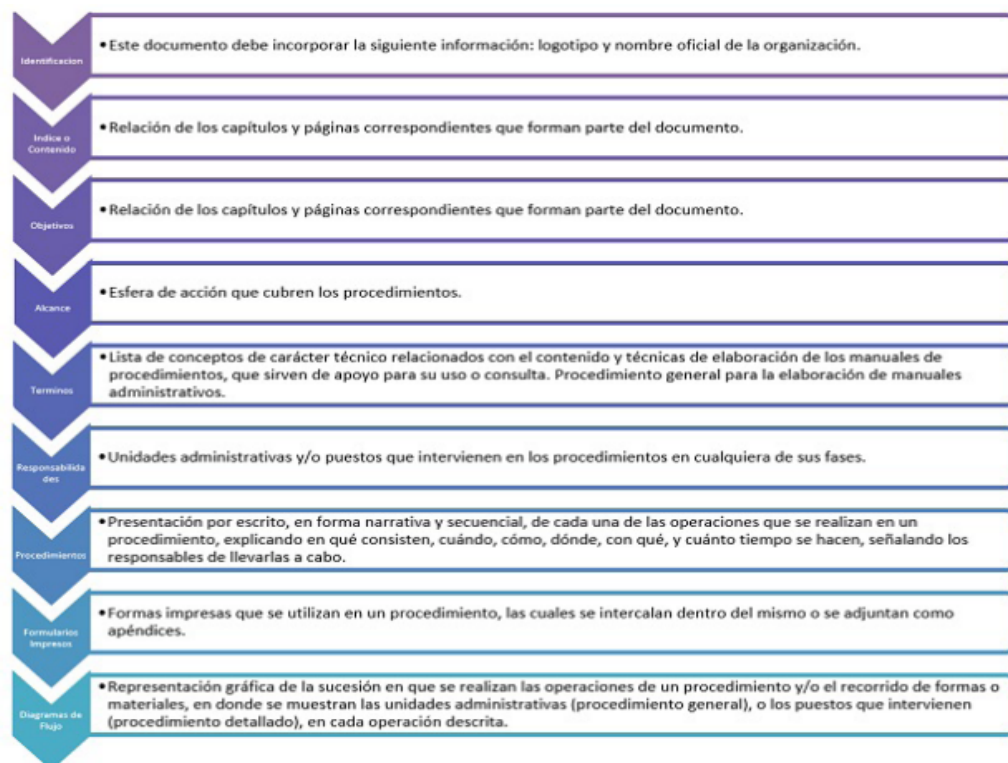 Identificacion
• Este documento debe incorporar la siguiente información: logotipo y nombre oficial de la organización.
Indice o
Contenido
• Relación de los capítulos y páginas correspondientes que forman parte del documento.
Objetivos
• Relación de los capítulos y páginas correspondientes que forman parte del documento.
Alcance
• Esfera de acción que cubren los procedimientos.
Terminos
• Lista de conceptos de carácter técnico relacionados con el contenido y técnicas de elaboración de los manuales de
procedimientos, que sirven de apoyo para su uso o consulta. Procedimiento general para la elaboración de manuales
administrativos.
Responsabilida
des
• Unidades administrativas y/o puestos que intervienen en los procedimientos en cualquiera de sus fases.
Procedimientos
• Presentación por escrito, en forma narrativa y secuencial, de cada una de las operaciones que se realizan en un
procedimiento, explicando en qué consisten, cuándo, cómo, dónde, con qué, y cuánto tiempo se hacen, señalando los
responsables de llevarlas a cabo.
Formularios
Impresos
• Formas impresas que se utilizan en un procedimiento, las cuales se intercalan dentro del mismo o se adjuntan como
apéndices.
Diagramas de
Flujo
• Representación gráfica de la sucesión en que se realizan las operaciones de un procedimiento y/o el recorrido de formas o
materiales, en donde se muestran las unidades administrativas (procedimiento general), o los puestos que intervienen
(procedimiento detallado), en cada operación descrita.